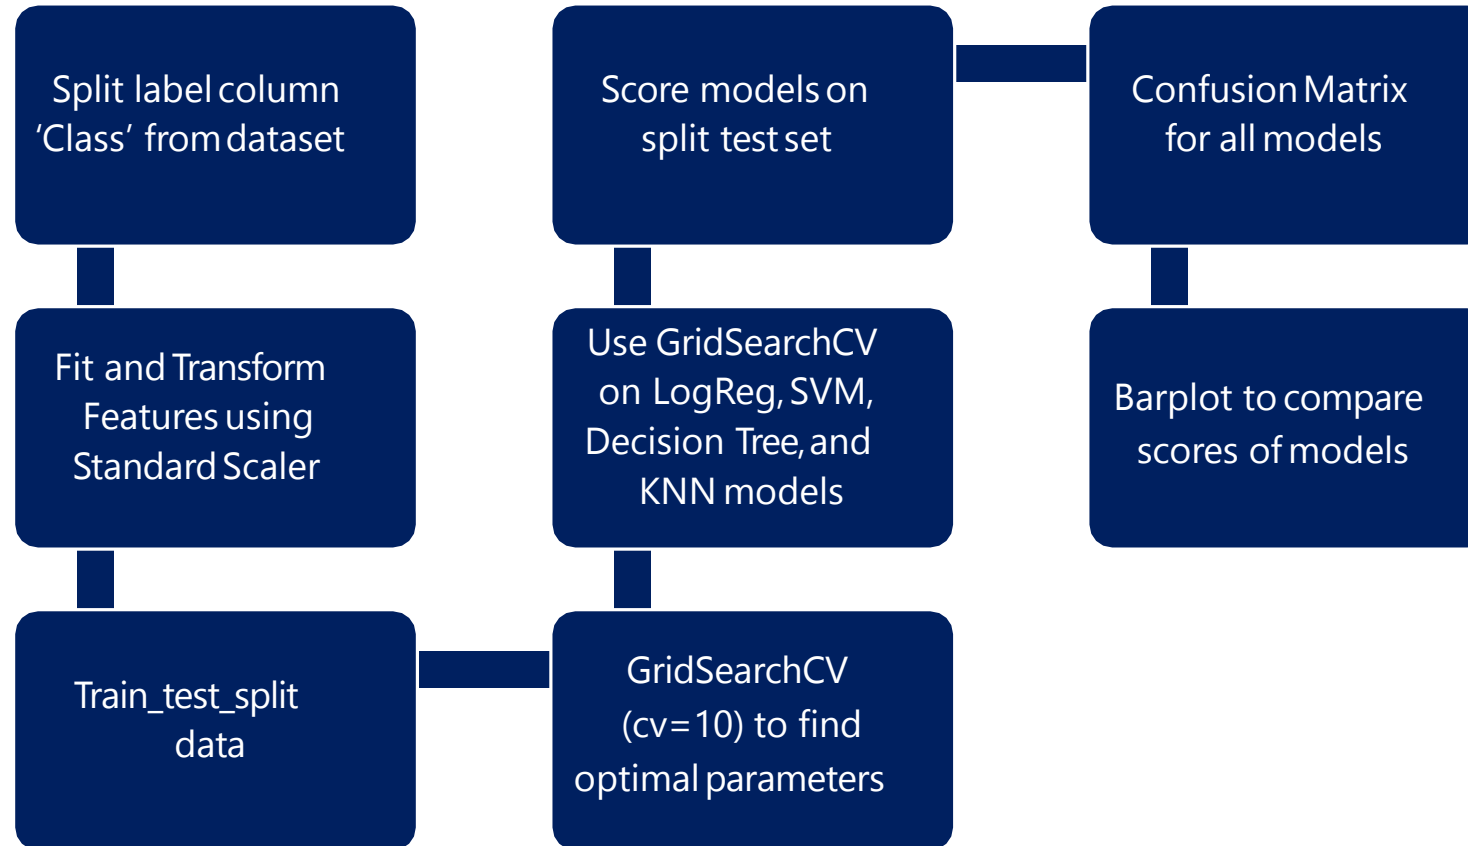 Split label column
‘Class’ from dataset
Fit and Transform
Features using
Standard Scaler
Train_test_split
data
GridSearchCV
(cv=10) to find
optimal parameters
Use GridSearchCV
on LogReg, SVM,
Decision Tree, and
KNN models
Score models on
split test set
Confusion Matrix
for all models
Barplot to compare
scores of models